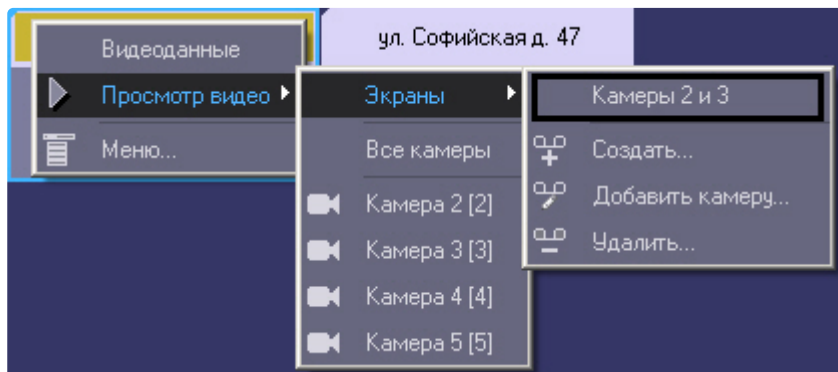 ул. Софийская д. 47
Видеоданные
Просмотр видео
Меню...
Экраны
Все камеры
Камера 2 [2]
Камера 3 [3]
Камера 4 [4]
Камера 5 [5]
Камеры 2 и 3
Создать...
Добавить камеру...
Удалить...